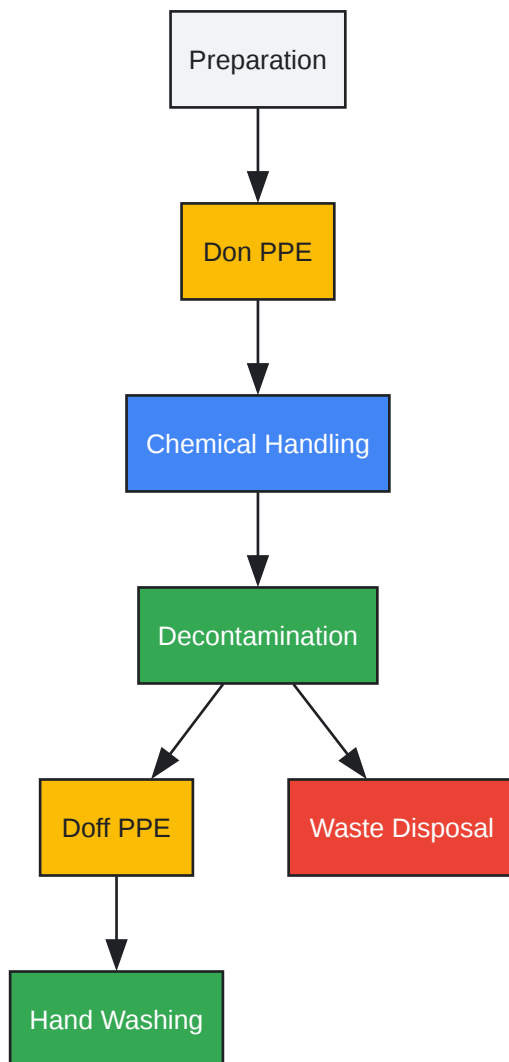 Preparation
Don PPE
Chemical Handling
Decontamination
Doff PPE
Waste Disposal
Hand Washing